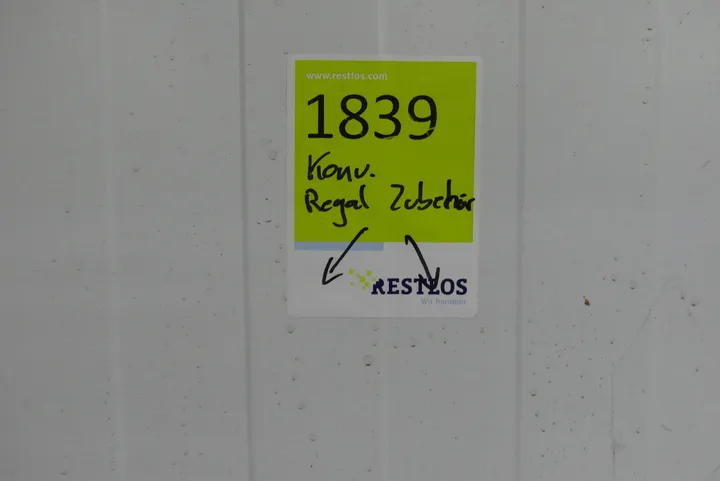 www.restlos.com
1839
Konv.
Regal Zubehör
RESTLOS
Wir handeln